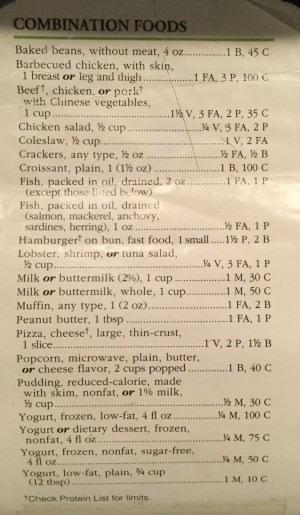 COMBINATION FOODS
Baked beans, without meat, 4 oz..............1 B, 45 C
Barbecued chicken, with skin,
1 breast or leg and thigh..............1 FA, 3 P, 100 C
Beef†, chicken, or pork†
with Chinese vegetables,
1 cup..............1½ V, 3 FA, 2 P, 35 C
Chicken salad, ½ cup..............¼ V, 3 FA, 2 P
Coleslaw, ½ cup..............1 V, 2 FA
Crackers, any type, ½ oz..............½ FA, ½ B
Croissant, plain, 1 (1½ oz)..............1 B, 100 C
Fish, packed in oil, drained, 2 oz..............1 FA, 1 P
(except those listed below)
Fish, packed in oil, drained
(salmon, mackerel, anchovy,
sardines, herring), 1 oz..............½ FA, 1 P
Hamburger† on bun, fast food, 1 small.....1½ P, 2 B
Lobster, shrimp, or tuna salad,
½ cup..............¼ V, 3 FA, 1 P
Milk or buttermilk (2%), 1 cup..............1 M, 30 C
Milk or buttermilk, whole, 1 cup..............1 M, 50 C
Muffin, any type, 1 (2 oz)..............1 FA, 2 B
Peanut butter, 1 tbsp..............1 FA, 1 P
Pizza, cheese†, large, thin-crust,
1 slice..............1 V, 2 P, 1½ B
Popcorn, microwave, plain, butter,
or cheese flavor, 2 cups popped..............1 B, 40 C
Pudding, reduced-calorie, made
with skim, nonfat, or 1% milk,
½ cup..............½ M, 30 C
Yogurt, frozen, low-fat, 4 fl oz..............¼ M, 100 C
Yogurt or dietary dessert, frozen,
nonfat, 4 fl oz..............¼ M, 75 C
Yogurt, frozen, nonfat, sugar-free,
4 fl oz..............¼ M, 50 C
Yogurt, low-fat, plain, ¾ cup
(12 tbsp)..............1 M, 10 C
†Check Protein List for limits.